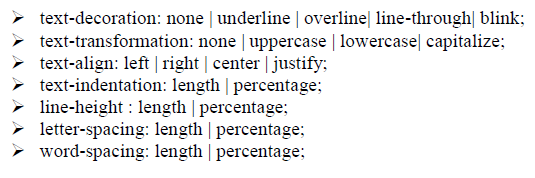 ➢ text-decoration: none | underline | overline| line-through| blink;
➢ text-transformation: none | uppercase | lowercase| capitalize;
➢ text-align: left | right | center | justify;
➢ text-indentation: length | percentage;
➢ line-height : length | percentage;
➢ letter-spacing: length | percentage;
➢ word-spacing: length | percentage;